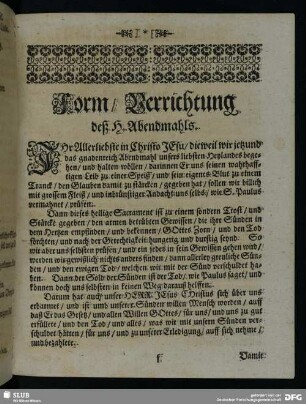 I
Form/ Verrichtung
deß H. Abendmahls.
IHr Allerliebste in Christo JEsu/ dieweil wir jetzund
das gnadenreich Abendmahl unsers liebsten Heylandes bege-
hen/ und halten wöllen/ darinnen Er uns seinen wahrhaff-
tigen Leib zu einer Speiß/ und sein eigenes Blut zu einem
Tranck/ den Glauben damit zu stärcken/ gegeben hat/ sollen wir billich
mit grossem Fleiß/ und inbrünstiger Andacht uns selbs/ wie S. Paulus
vermahnet/ prüfen.
Dann dieses heilige Sacrament ist zu einem sondern Trost/ und
Stärcke gegeben/ den armen betrübten Gewissen/ die ihre Sünden in
dem Hertzen empfinden/ und bekennen/ GOttes Zorn/ und den Tod
förchten/ und nach der Gerechtigkeit hungerig und durstig seynd. So
wir aber uns selbsten prüfen/ und ein jeder in sein Gewissen gehen wird/
werden wir gewißlich nichts anders finden/ dann allerley greuliche Sün-
den/ und den ewigen Tod/ welchen wir mit der Sünd verschuldet ha-
ben. Dann der Sold der Sünden ist der Tod/ wie Paulus saget/ und
können doch uns selbsten in keinen Weg darauß helffen.
Darum hat auch unser HERR JEsus CHristus sich über uns
erbarmet/ und ist umb unserer Sünden willen Mensch worden/ auff
daß Er das Gesetz/ und allen Willen GOttes/ für uns/ und uns zu gut
erfüllete/ und den Tod/ und alles/ was wir mit unsern Sünden ver-
schuldet hätten/ für uns/ und zu unserer Erledigung/ auff sich nehme/
und bezahlete.
f
Damit
SLUB
Wir führen Wissen.
DFG